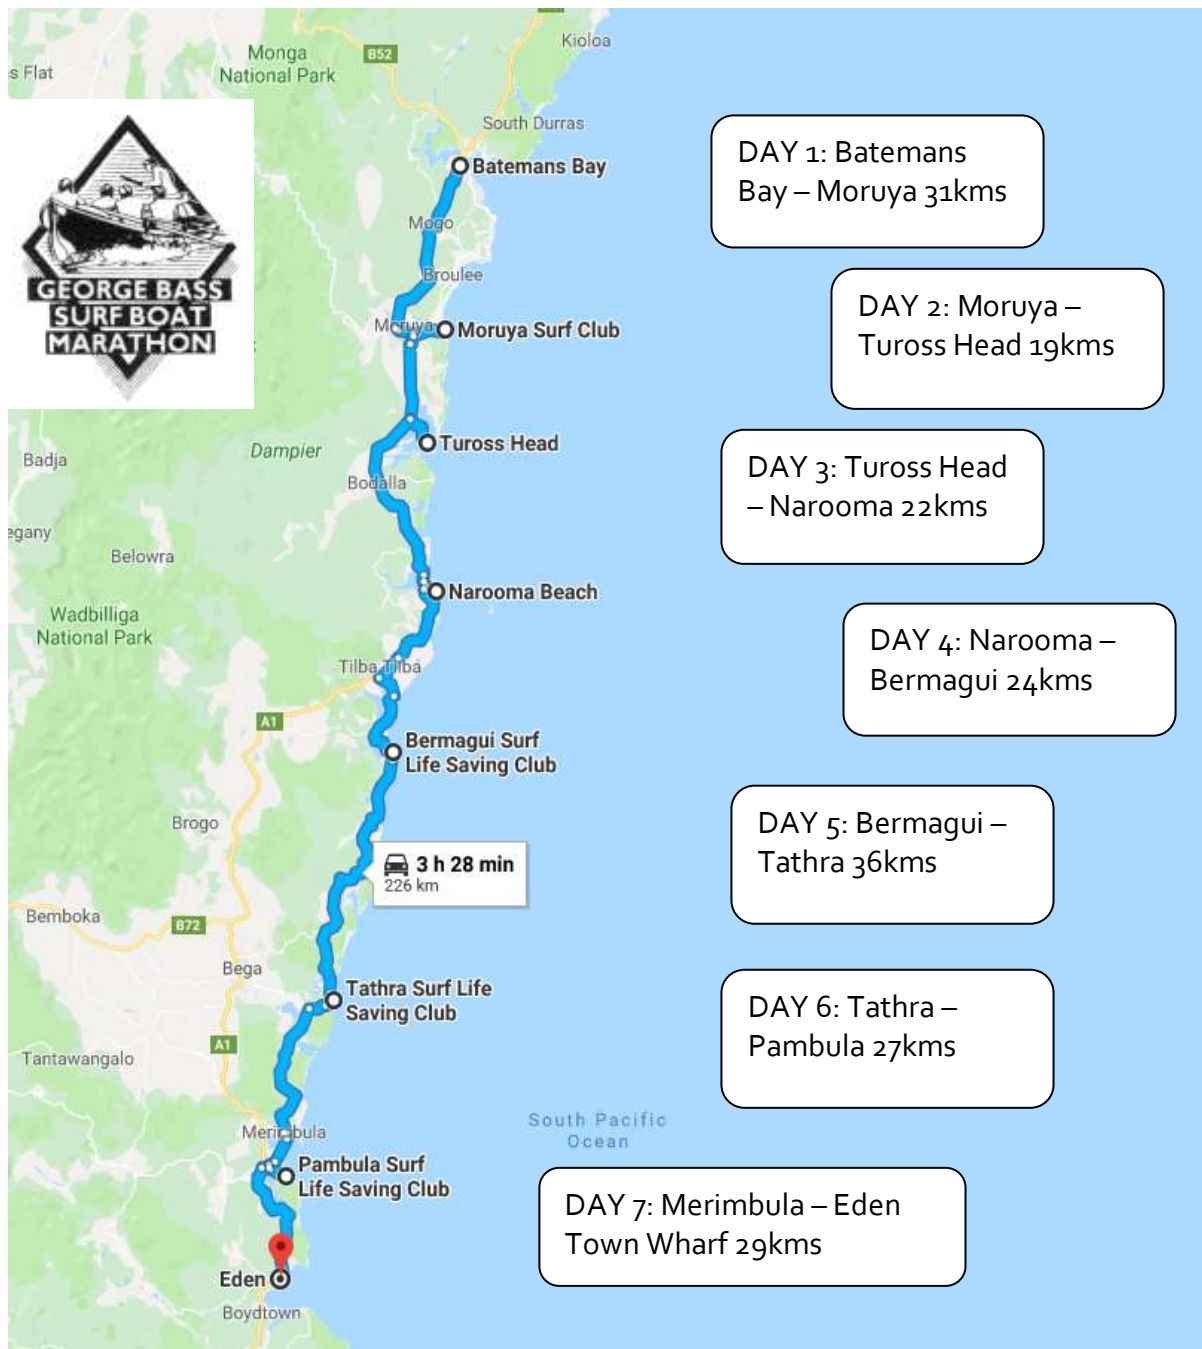 Kioloa
Monga
National Park
B52
s Flat
South Durras
Batemans Bay
DAY 1: Batemans
Bay – Moruya 31kms
GEORGE BASS
SURF BOAT
MARATHON
Mogo
Broulee
Moruya
Moruya Surf Club
DAY 2: Moruya –
Tuross Head 19kms
Tuross Head
Dampier
Badja
Bodalla
DAY 3: Tuross Head
– Narooma 22kms
egany
Belowra
Narooma Beach
Wadbilliga
National Park
Tilba Tilba
DAY 4: Narooma –
Bermagui 24kms
A1
Bermagui Surf
Life Saving Club
Brogo
3 h 28 min
226 km
DAY 5: Bermagui –
Tathra 36kms
Bemboka
B72
Bega
Tathra Surf Life
Saving Club
DAY 6: Tathra –
Pambula 27kms
A1
Tantawangalo
South Pacific
Ocean
Merimbula
Pambula Surf
Life Saving Club
DAY 7: Merimbula – Eden
Town Wharf 29kms
Eden
Boydtown